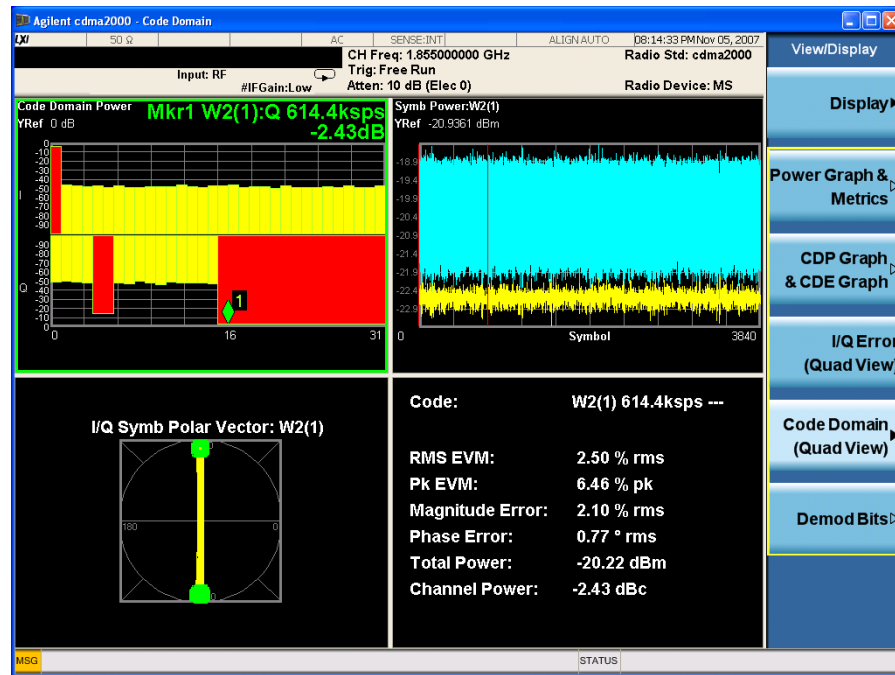 Agilent cdma2000 - Code Domain
LXI 50 Ω AC SENSE:INT ALIGN AUTO 08:14:33 PM Nov 05, 2007
CH Freq: 1.855000000 GHz Radio Std: cdma2000
Input: RF Trig: Free Run
#IFGain:Low Atten: 10 dB (Elec 0) Radio Device: MS
View/Display
Display
Power Graph &
Metrics
CDP Graph
& CDE Graph
I/Q Error
(Quad View)
Code Domain
(Quad View)
Demod Bits
Code Domain Power Mkr1 W2(1):Q 614.4ksps
YRef 0 dB -2.43dB
0
-10
-20
-30
-40
-50
-60
-70
-80
-90
I
-90
-80
-70
-60
-50
-40
-30
-20
-10
0
Q
1
0 16 31
Symb Power:W2(1)
YRef -20.9361 dBm
-18.9
-19.4
-19.9
-20.4
-20.9
-21.4
-21.9
-22.4
-22.9
0 Symbol 3840
I/Q Symb Polar Vector: W2(1)
180 0
Code: W2(1) 614.4ksps ---
RMS EVM: 2.50 % rms
Pk EVM: 6.46 % pk
Magnitude Error: 2.10 % rms
Phase Error: 0.77 ° rms
Total Power: -20.22 dBm
Channel Power: -2.43 dBc
MSG STATUS